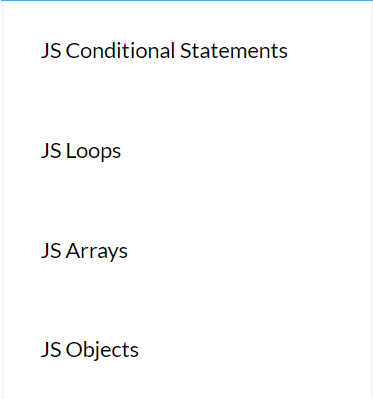 JS Conditional Statements
JS Loops
JS Arrays
JS Objects